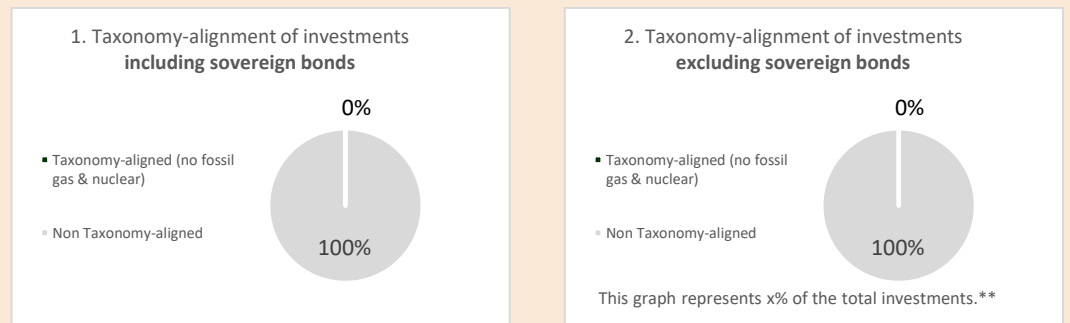 1. Taxonomy-alignment of investments
including sovereign bonds
0%
Taxonomy-aligned (no fossil
gas & nuclear)
Non Taxonomy-aligned
100%
2. Taxonomy-alignment of investments
excluding sovereign bonds
0%
Taxonomy-aligned (no fossil
gas & nuclear)
Non Taxonomy-aligned
100%
This graph represents x% of the total investments.**